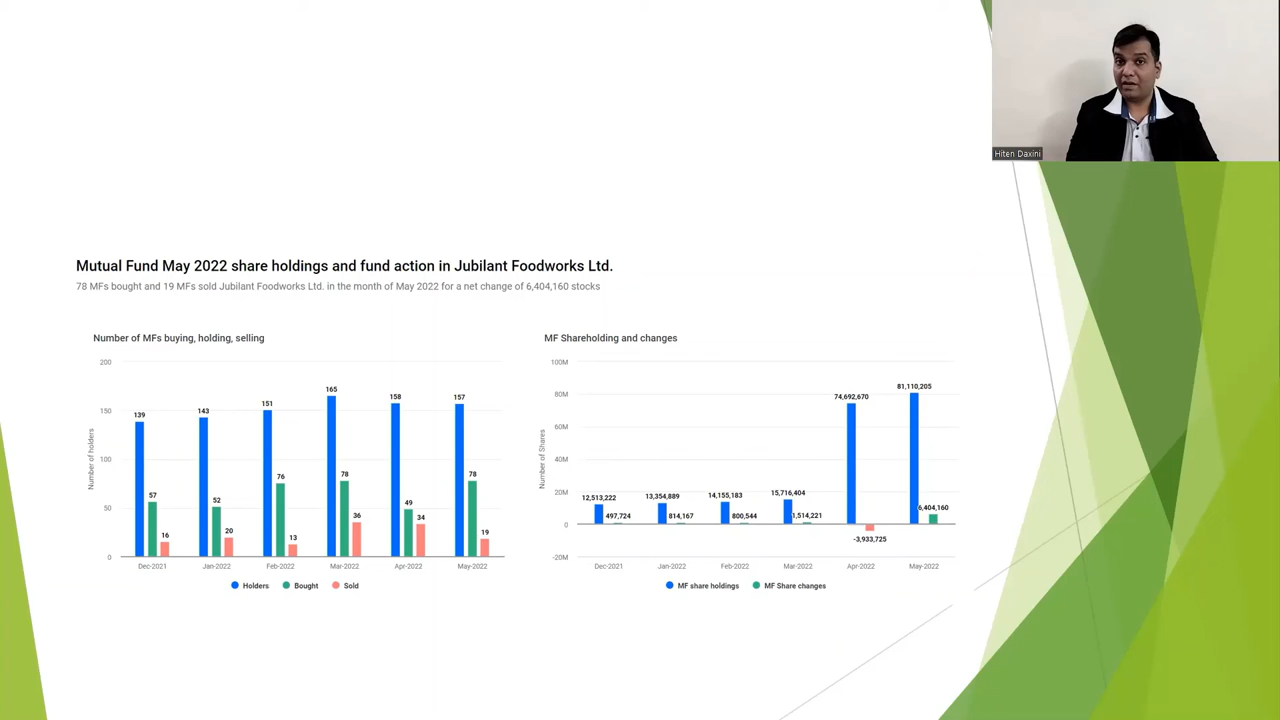 Hiten Daxini
Mutual Fund May 2022 share holdings and fund action in Jubilant Foodworks Ltd.
78 MFs bought and 19 MFs sold Jubilant Foodworks Ltd. in the month of May 2022 for a net change of 6,404,160 stocks
Number of MFs buying, holding, selling
200
150
100
50
0
Number of holders
139
57
16
143
52
20
151
76
13
165
78
36
158
49
34
157
78
19
Dec-2021
Jan-2022
Feb-2022
Mar-2022
Apr-2022
May-2022
Holders
Bought
Sold
MF Shareholding and changes
100M
80M
60M
40M
20M
0
-20M
Number of Shares
12,513,222
497,724
13,354,889
814,167
14,155,183
800,544
15,716,404
1,514,221
74,692,670
-3,933,725
81,110,205
6,404,160
Dec-2021
Jan-2022
Feb-2022
Mar-2022
Apr-2022
May-2022
MF share holdings
MF Share changes